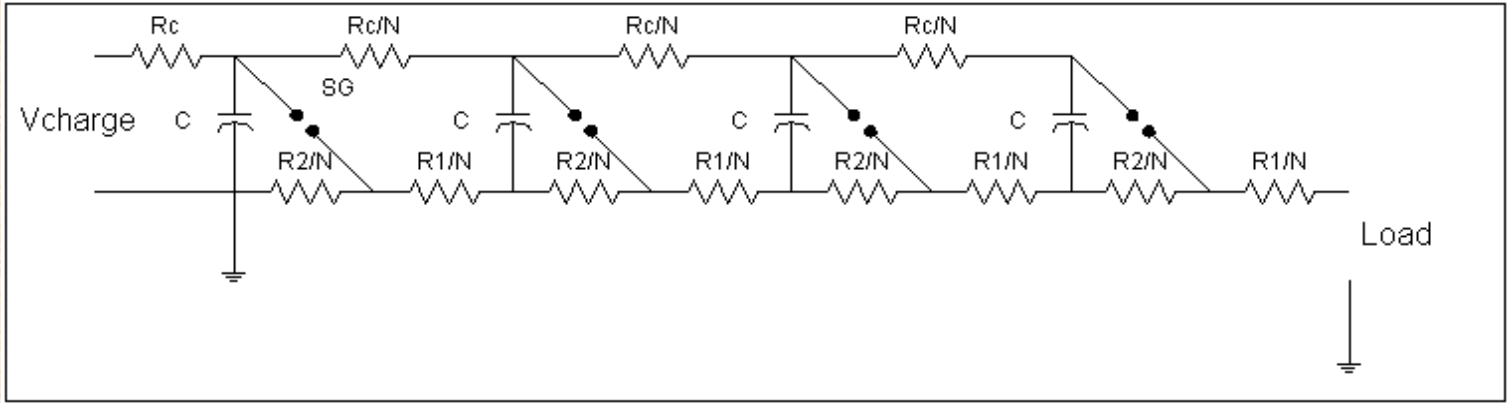 Rc Rc/N Rc/N Rc/N
SG
Vcharge C C C C
R2/N R1/N R2/N R1/N R2/N R1/N R2/N R1/N
Load